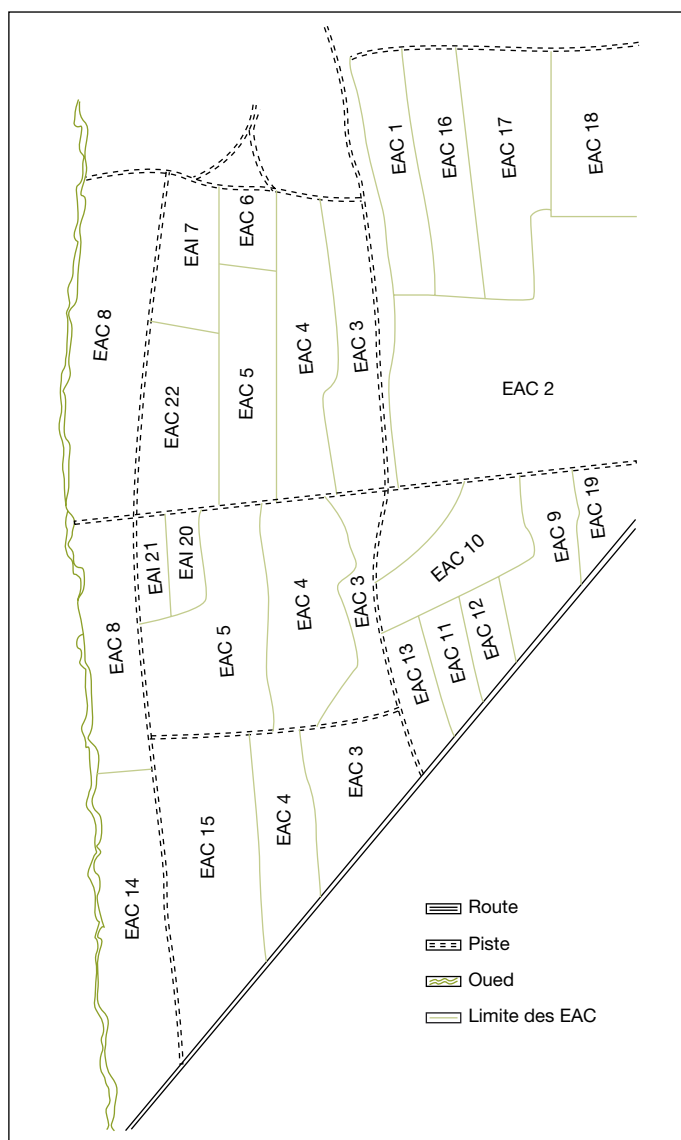 EAC 1
EAC 16
EAC 17
EAC 18
EAI 7
EAC 6
EAC 8
EAC 4
EAC 3
EAC 22
EAC 5
EAC 2
EAI 21
EAI 20
EAC 10
EAC 9
EAC 19
EAC 8
EAC 5
EAC 4
EAC 3
EAC 13
EAC 11
EAC 12
EAC 14
EAC 15
EAC 4
EAC 3
Route
Piste
Oued
Limite des EAC